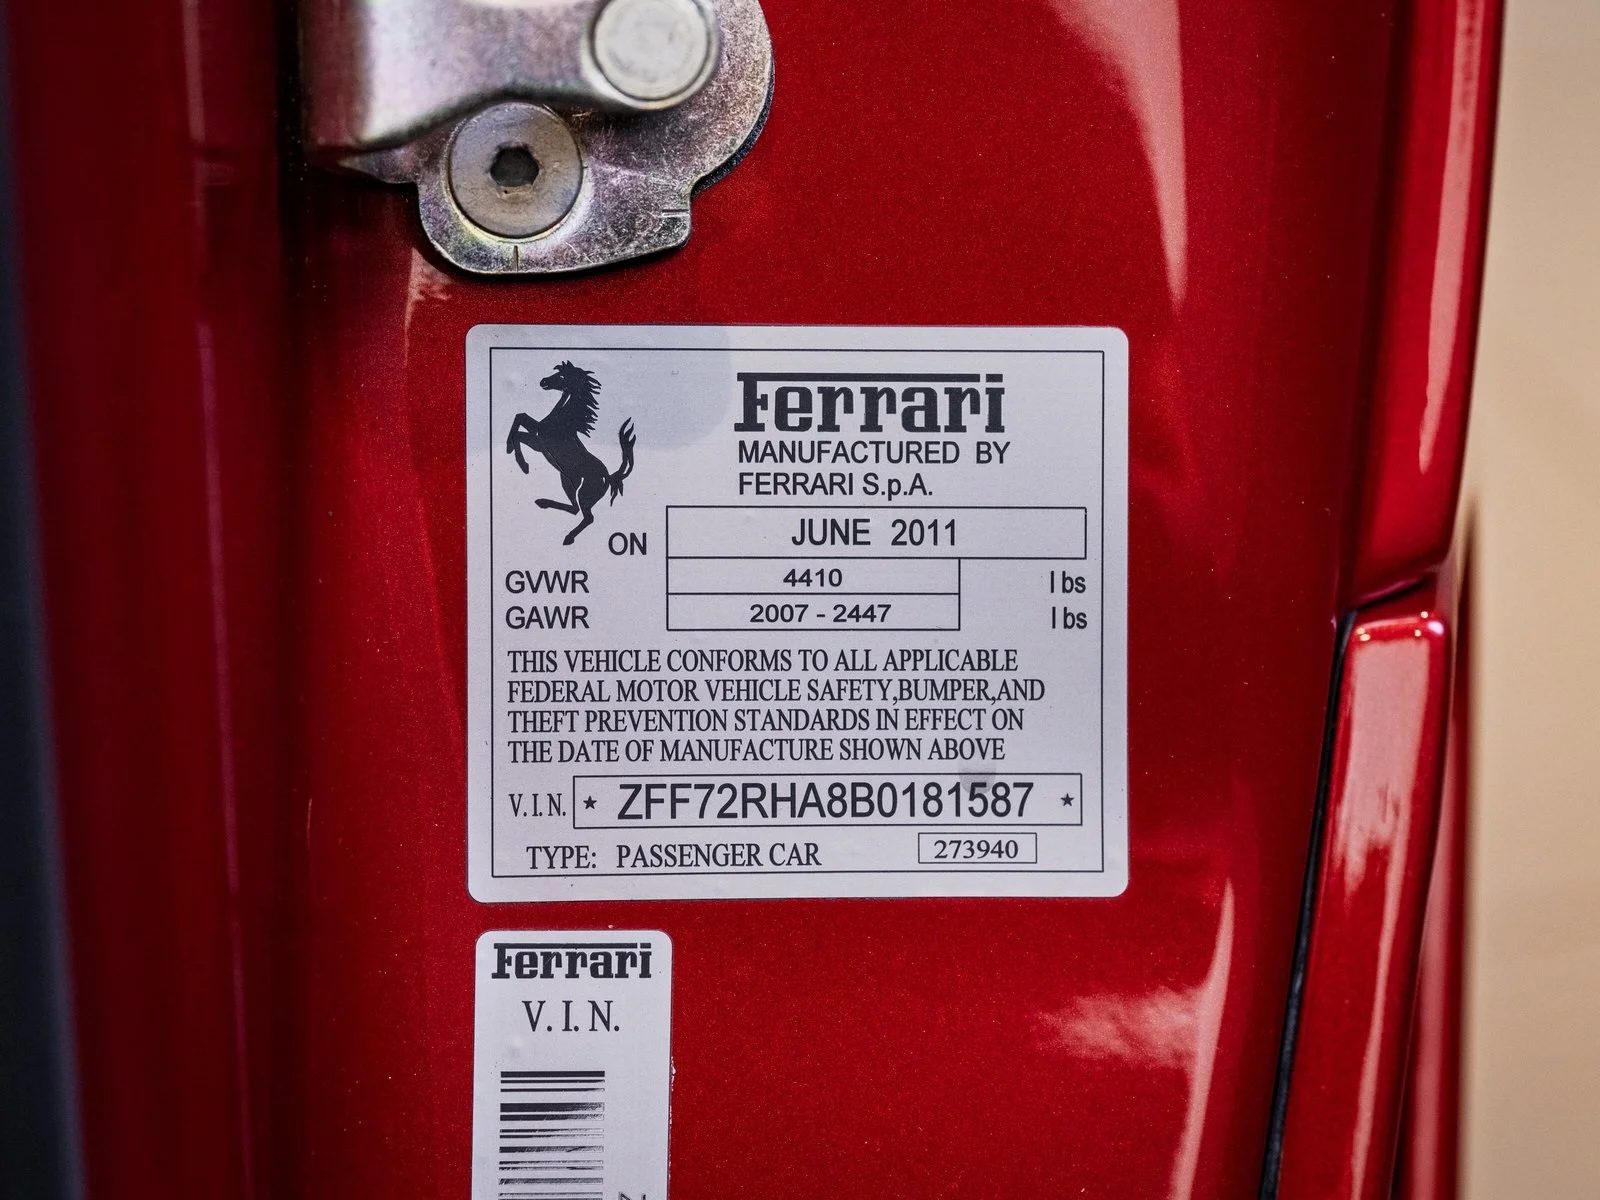 Ferrari
MANUFACTURED BY
FERRARI S.p.A.
ON JUNE 2011
GVWR 4410 lbs
GAWR 2007 - 2447 lbs
THIS VEHICLE CONFORMS TO ALL APPLICABLE
FEDERAL MOTOR VEHICLE SAFETY,BUMPER,AND
THEFT PREVENTION STANDARDS IN EFFECT ON
THE DATE OF MANUFACTURE SHOWN ABOVE
V.I.N. ★ ZFF72RHA8B0181587 ★
TYPE: PASSENGER CAR 273940
Ferrari
V. I. N.
Z